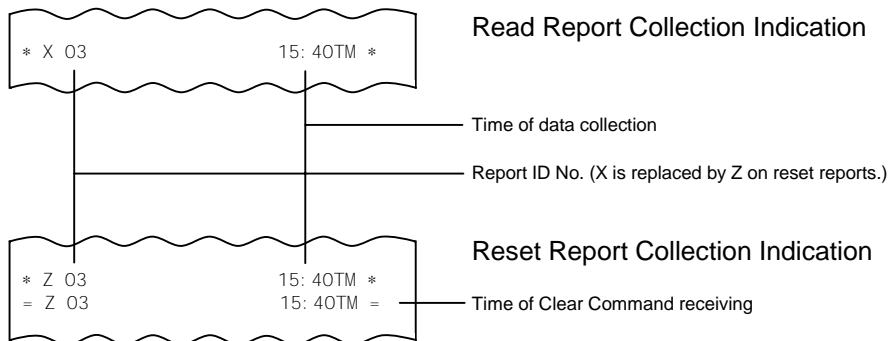 Read Report Collection Indication
* X 03 15:40TM *
Time of data collection
Report ID No. (X is replaced by Z on reset reports.)
Reset Report Collection Indication
* Z 03 15:40TM *
= Z 03 15:40TM =
Time of Clear Command receiving